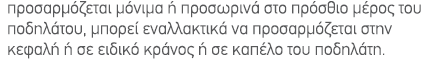 προσαρμόζεται μόνιμα ή προσωρινά στο πρόσθιο μέρος του
ποδηλάτου, μπορεί εναλλακτικά να προσαρμόζεται στην
κεφαλή ή σε ειδικό κράνος ή σε καπέλο του ποδηλάτη.